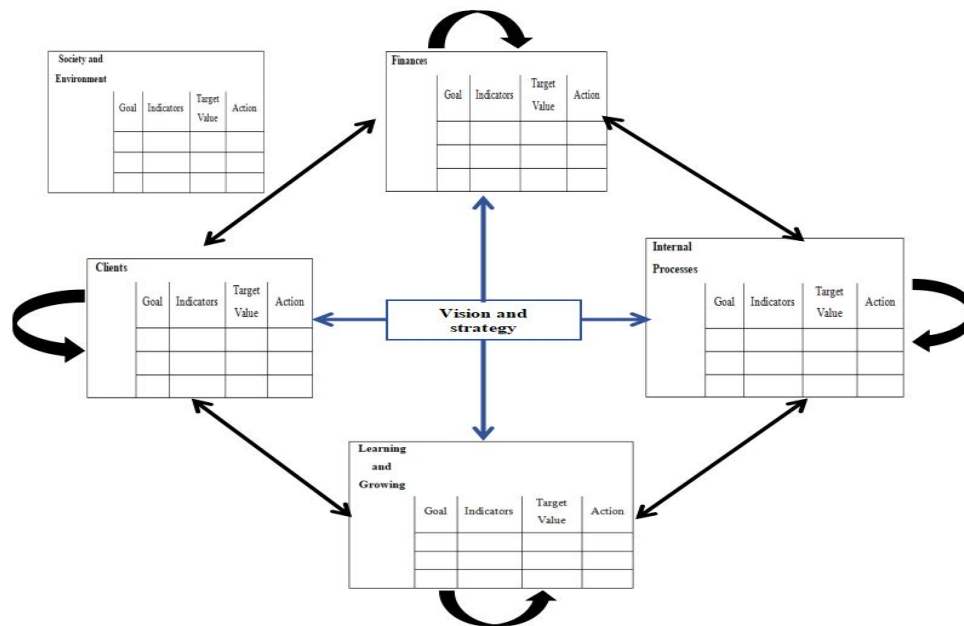 Society and
Environment
Goal Indicators Target
Value Action
Finances
Goal Indicators Target
Value Action
Clients
Goal Indicators Target
Value Action
Vision and
strategy
Internal
Processes
Goal Indicators Target
Value Action
Learning
and
Growing
Goal Indicators Target
Value Action